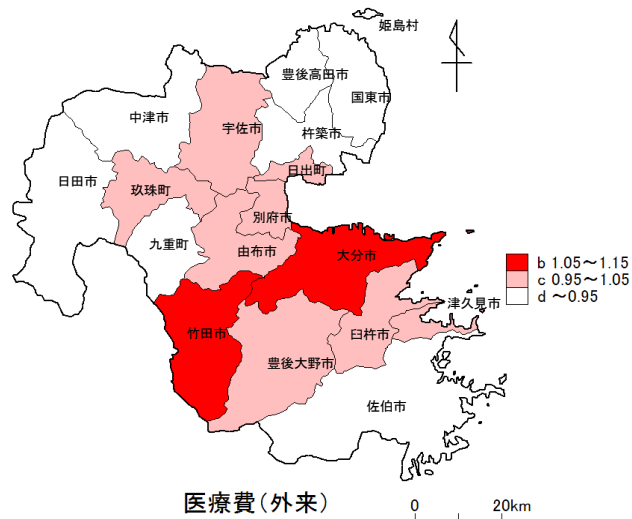 姫島村
豊後高田市
国東市
中津市
宇佐市
杵築市
日出町
日田市
玖珠町
別府市
九重町
由布市
大分市
b 1.05～1.15
c 0.95～1.05
d ～0.95
津久見市
竹田市
臼杵市
豊後大野市
佐伯市
医療費(外来)
0 20km